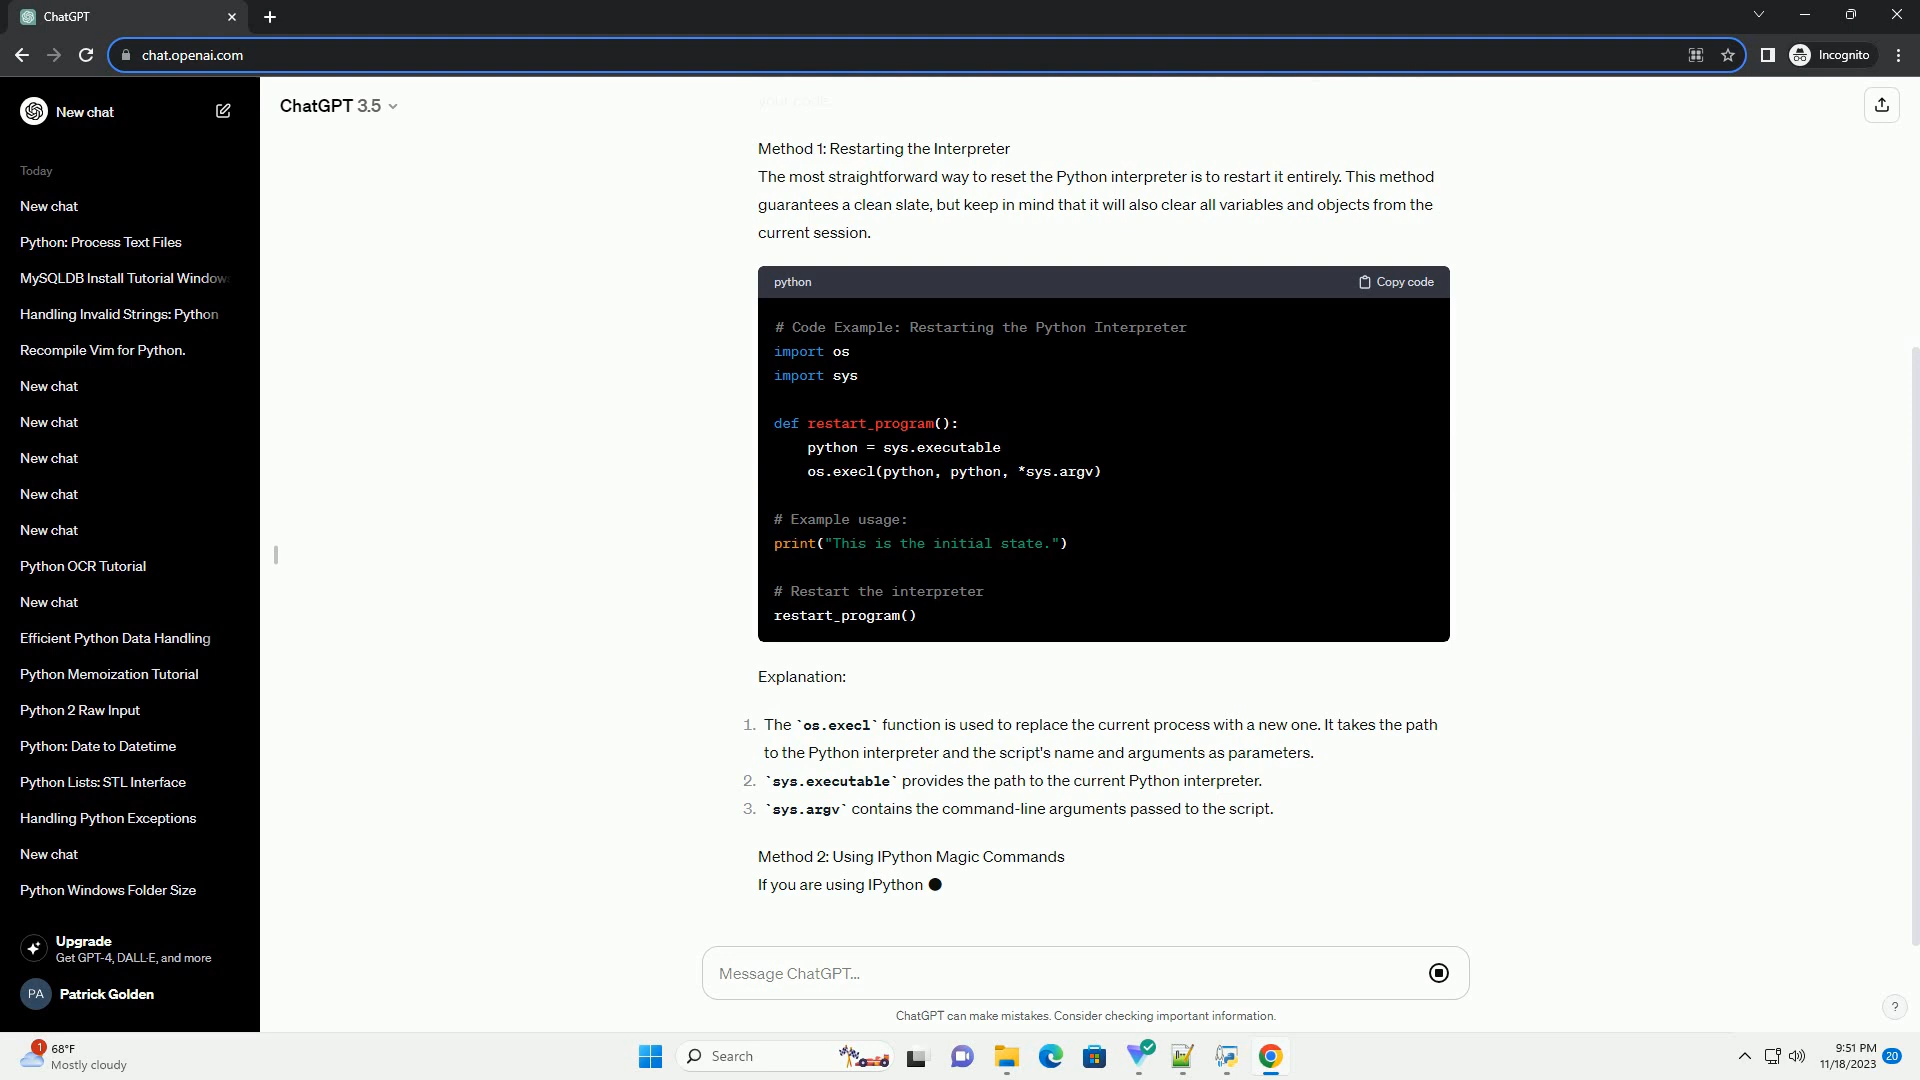 ChatGPT
chat.openai.com
Incognito
New chat
Today
New chat
Python: Process Text Files
MySQLDB Install Tutorial Window
Handling Invalid Strings: Python
Recompile Vim for Python.
New chat
New chat
New chat
New chat
New chat
Python OCR Tutorial
New chat
Efficient Python Data Handling
Python Memoization Tutorial
Python 2 Raw Input
Python: Date to Datetime
Python Lists: STL Interface
Handling Python Exceptions
New chat
Python Windows Folder Size
Upgrade
Get GPT-4, DALL·E, and more
PA Patrick Golden
ChatGPT 3.5
Method 1: Restarting the Interpreter
The most straightforward way to reset the Python interpreter is to restart it entirely. This method
guarantees a clean slate, but keep in mind that it will also clear all variables and objects from the
current session.
python Copy code
# Code Example: Restarting the Python Interpreter
import os
import sys
def restart_program():
    python = sys.executable
    os.execl(python, python, *sys.argv)
# Example usage:
print("This is the initial state.")
# Restart the interpreter
restart_program()
Explanation:
1. The `os.execl` function is used to replace the current process with a new one. It takes the path
to the Python interpreter and the script's name and arguments as parameters.
2. `sys.executable` provides the path to the current Python interpreter.
3. `sys.argv` contains the command-line arguments passed to the script.
Method 2: Using IPython Magic Commands
If you are using IPython
Message ChatGPT...
ChatGPT can make mistakes. Consider checking important information.
?
1 68°F
Mostly cloudy
Search
9:51 PM
11/18/2023
20